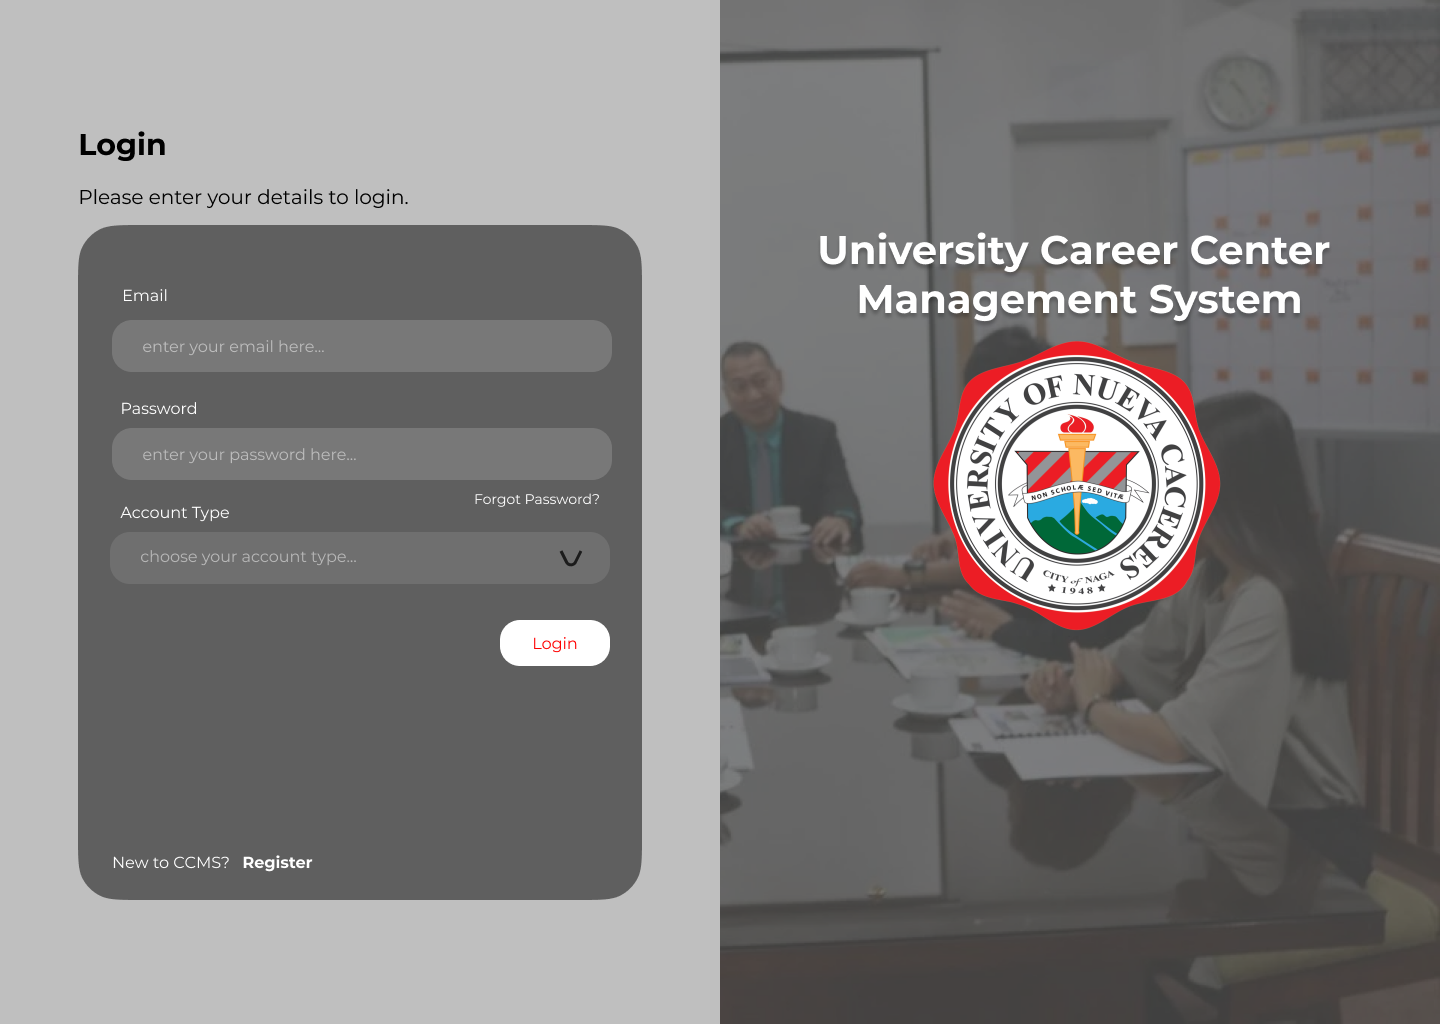 Login
Please enter your details to login.
Email
enter your email here...
Password
enter your password here...
Forgot Password?
Account Type
choose your account type...
Login
New to CCMS? Register
University Career Center
Management System
UNIVERSITY OF NUEVA CACERES
NON SCHOLÆ SED VITÆ
CITY of NAGA
★ 1948 ★